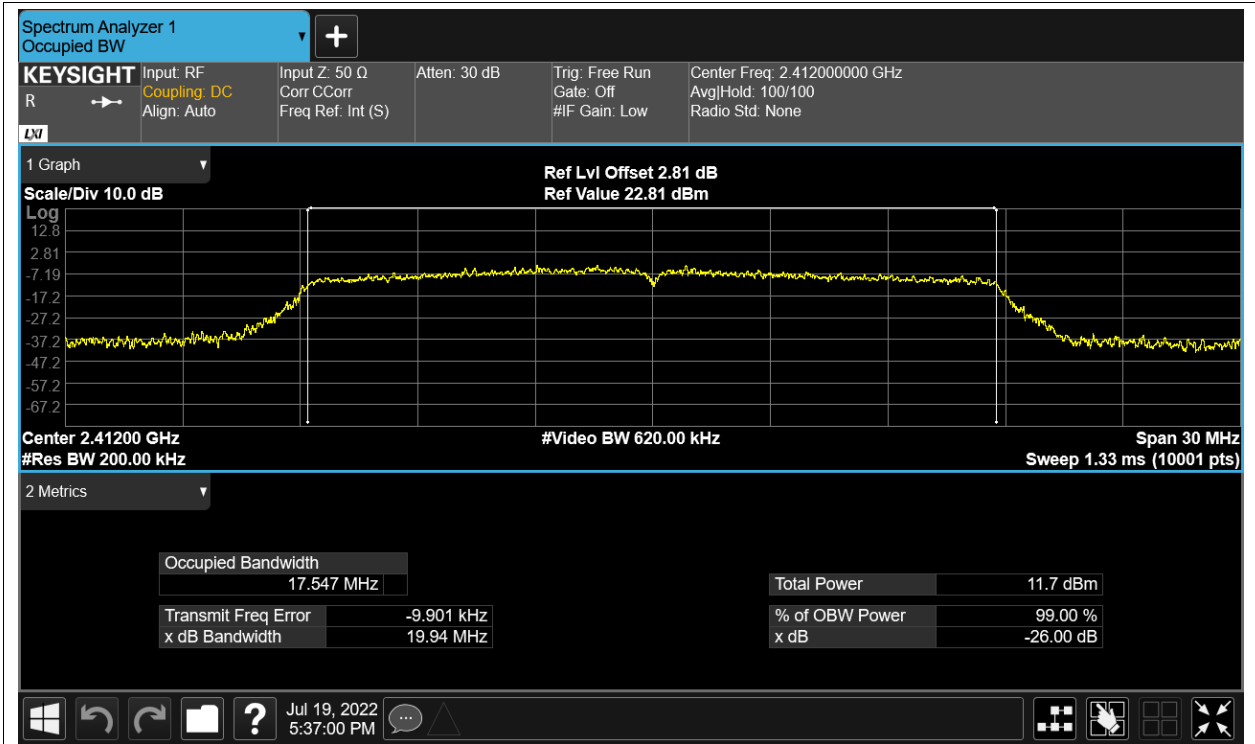 Spectrum Analyzer 1
Occupied BW
KEYSIGHT
R
LXI
Input: RF
Coupling: DC
Align: Auto
Input Z: 50 Ω
Corr CCorr
Freq Ref: Int (S)
Atten: 30 dB
Trig: Free Run
Gate: Off
#IF Gain: Low
Center Freq: 2.412000000 GHz
Avg|Hold: 100/100
Radio Std: None
1 Graph
Scale/Div 10.0 dB
Ref Lvl Offset 2.81 dB
Ref Value 22.81 dBm
Log
12.8
2.81
-7.19
-17.2
-27.2
-37.2
-47.2
-57.2
-67.2
Center 2.41200 GHz
#Video BW 620.00 kHz
Span 30 MHz
#Res BW 200.00 kHz
Sweep 1.33 ms (10001 pts)
2 Metrics
Occupied Bandwidth
17.547 MHz
Transmit Freq Error -9.901 kHz
x dB Bandwidth 19.94 MHz
Total Power 11.7 dBm
% of OBW Power 99.00 %
x dB -26.00 dB
?
Jul 19, 2022
5:37:00 PM